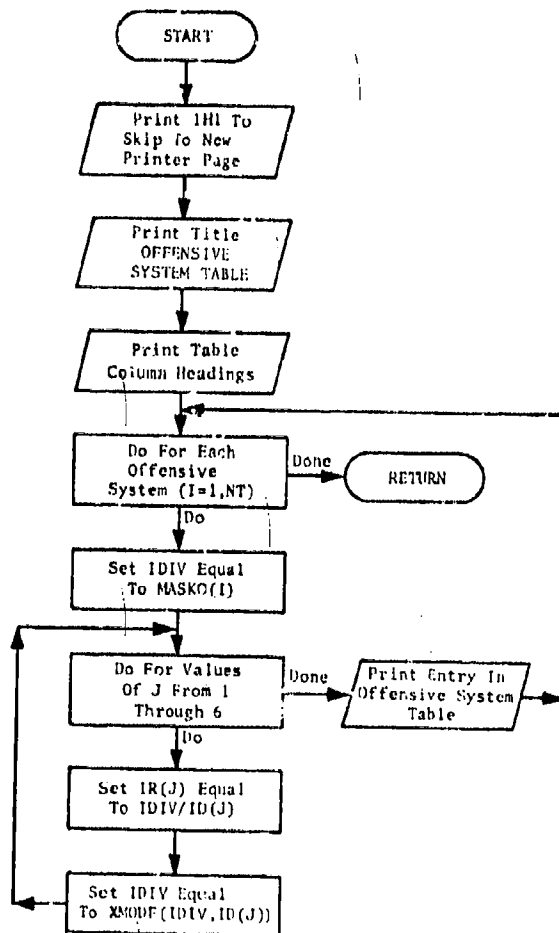 START
Print 1H1 To
Skip To New
Printer Page
Print Title
OFFENSIVE
SYSTEM TABLE
Print Table
Column Headings
Do For Each
Offensive
System (I=1,NT)
Done
RETURN
Do
Set IDIV Equal
To MASKO(I)
Do For Values
Of J From 1
Through 6
Done
Print Entry In
Offensive System
Table
Do
Set IR(J) Equal
To IDIV/ID(J)
Set IDIV Equal
To XMODF(IDIV,ID(J))